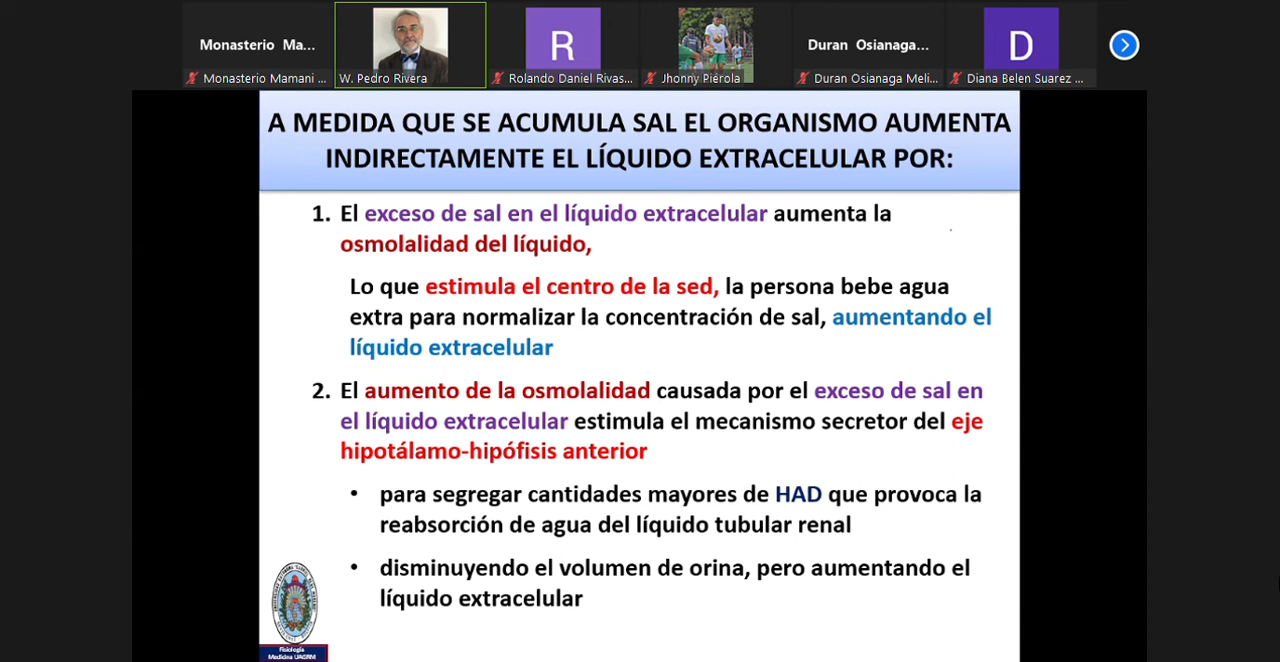 Monasterio Ma...
R
Duran Osianaga...
D
Monasterio Mamani ...
W. Pedro Rivera
Rolando Daniel Rivas...
Jhonny Piérola
Duran Osianaga Meli...
Diana Belen Suarez ...
A MEDIDA QUE SE ACUMULA SAL EL ORGANISMO AUMENTA
INDIRECTAMENTE EL LÍQUIDO EXTRACELULAR POR:
1. El exceso de sal en el líquido extracelular aumenta la
osmolalidad del líquido,
Lo que estimula el centro de la sed, la persona bebe agua
extra para normalizar la concentración de sal, aumentando el
líquido extracelular
2. El aumento de la osmolalidad causada por el exceso de sal en
el líquido extracelular estimula el mecanismo secretor del eje
hipotálamo-hipófisis anterior
• para segregar cantidades mayores de HAD que provoca la
reabsorción de agua del líquido tubular renal
• disminuyendo el volumen de orina, pero aumentando el
líquido extracelular
Fisiología
Medicina UAGRM